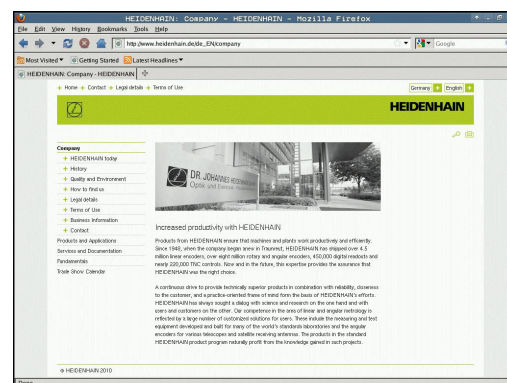 HEIDENHAIN: Company - HEIDENHAIN - Mozilla Firefox
File Edit View History Bookmarks Tools Help
http://www.heidenhain.de/de_EN/company
Google
Most Visited Getting Started Latest Headlines
HEIDENHAIN: Company - HEIDENHAIN
Home Contact Legal details Terms of Use
Germany English
HEIDENHAIN
Company
HEIDENHAIN today
History
Quality and Environment
How to find us
Legal details
Terms of Use
Business Information
Contact
Products and Applications
Services and Documentation
Fundamentals
Trade Show Calendar
DR. JOHANNES HEIDENHAIN
Optik und
Increased productivity with HEIDENHAIN
Products from HEIDENHAIN ensure that machines and plants work productively and efficiently.
Since 1948, when the company began anew in Traunreut, HEIDENHAIN has shipped over 4.5
million linear encoders, over eight million rotary and angular encoders, 450,000 digital readouts and
nearly 220,000 TNC controls. Now and in the future, this expertise provides the assurance that
HEIDENHAIN was the right choice.
A continuous drive to provide technically superior products in combination with reliability, closeness
to the customer, and a practice-oriented frame of mind form the basis of HEIDENHAIN's efforts.
HEIDENHAIN has always sought a dialog with science and research on the one hand and with
users and customers on the other. Our competence in the area of linear and angular metrology is
reflected by a large number of customized solutions for users. These include the measuring and test
equipment developed and built for many of the world's standards laboratories and the angular
encoders for various telescopes and satellite receiving antennas. The products in the standard
HEIDENHAIN product program naturally profit from the knowledge gained in such projects.
© HEIDENHAIN 2010
Done